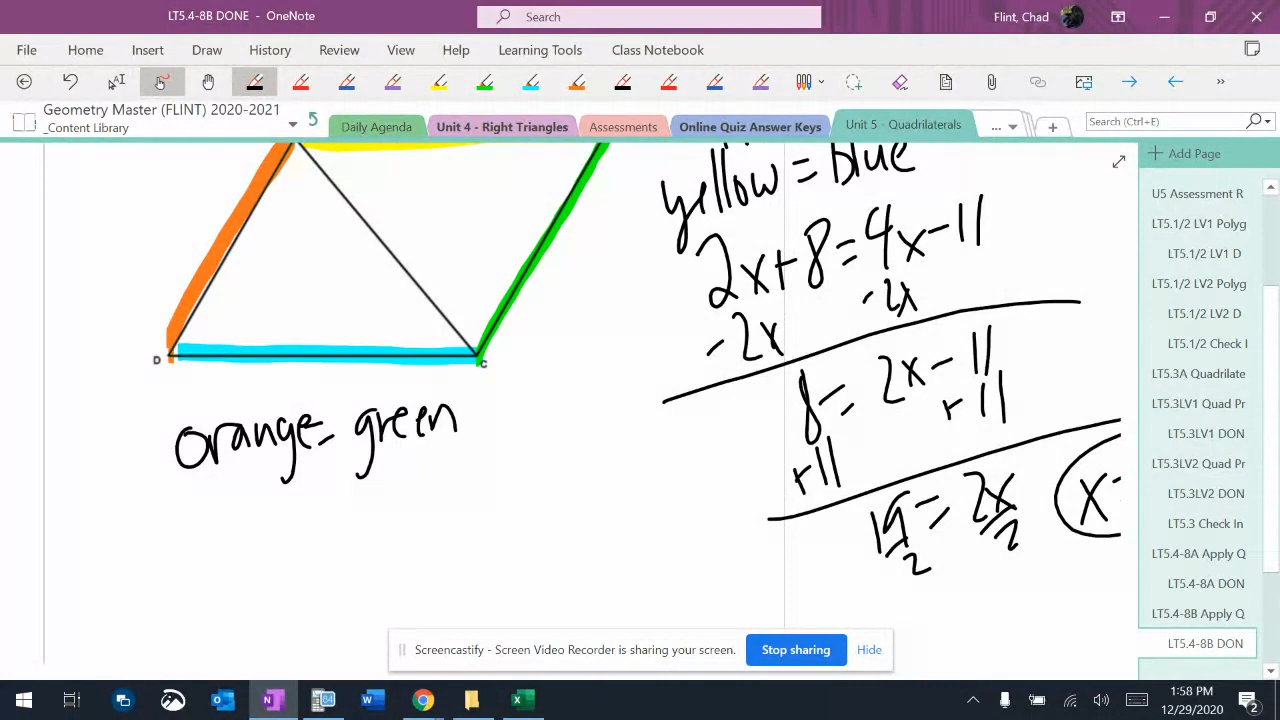 LT5.4-8B DONE - OneNote
Search
Flint, Chad
File Home Insert Draw History Review View Help Learning Tools Class Notebook
Geometry Master (FLINT) 2020-2021
_Content Library
Daily Agenda
Unit 4 - Right Triangles
Assessments
Online Quiz Answer Keys
Unit 5 - Quadrilaterals
...
Search (Ctrl+E)
Add Page
U5 Assessment R
LT5.1/2 LV1 Polyg
LT5.1/2 LV1 D
LT5.1/2 LV2 Polyg
LT5.1/2 LV2 D
LT5.1/2 Check I
LT5.3A Quadrilate
LT5.3LV1 Quad Pr
LT5.3LV1 DON
LT5.3LV2 Quad Pr
LT5.3LV2 DON
LT5.3 Check In
LT5.4-8A Apply Q
LT5.4-8A DON
LT5.4-8B Apply Q
LT5.4-8B DON
D
C
orange = green
yellow = blue
2x+8=4x-11
-2x -2x
8=2x-11
+11 +11
19=2x
2 2
x=
Screencastify - Screen Video Recorder is sharing your screen.
Stop sharing
Hide
1:58 PM
12/29/2020
2